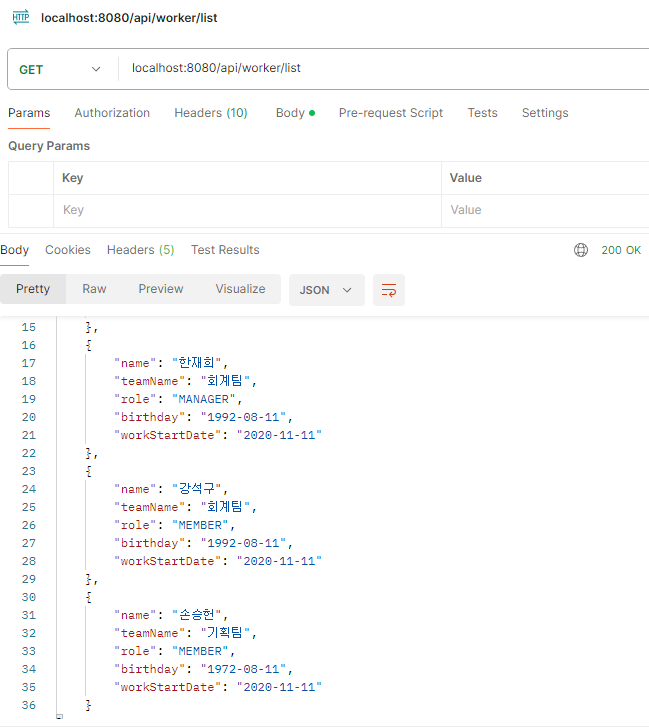 HTTP localhost:8080/api/worker/list
GET localhost:8080/api/worker/list
Params Authorization Headers (10) Body Pre-request Script Tests Settings
Query Params
Key Value
Key Value
Body Cookies Headers (5) Test Results 200 OK
Pretty Raw Preview Visualize JSON
15 },
16 {
17 "name": "한재희",
18 "teamName": "회계팀",
19 "role": "MANAGER",
20 "birthday": "1992-08-11",
21 "workStartDate": "2020-11-11"
22 },
23 {
24 "name": "강석구",
25 "teamName": "회계팀",
26 "role": "MEMBER",
27 "birthday": "1992-08-11",
28 "workStartDate": "2020-11-11"
29 },
30 {
31 "name": "손승헌",
32 "teamName": "기획팀",
33 "role": "MEMBER",
34 "birthday": "1972-08-11",
35 "workStartDate": "2020-11-11"
36 }